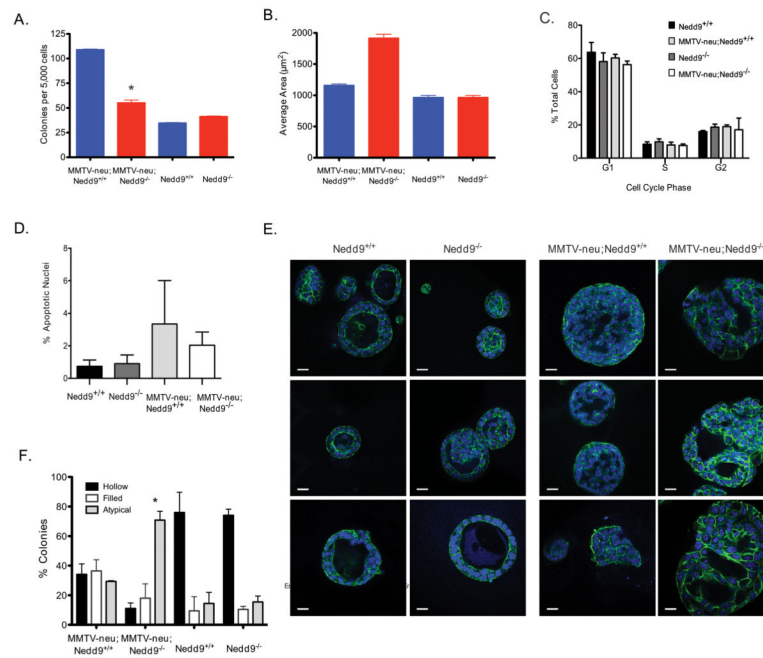 A.
Colonies per 5,000 cells
125
100
75
50
25
0
*
MMTV-neu; Nedd9+/+
MMTV-neu; Nedd9-/-
Nedd9+/+
Nedd9-/-
B.
Average Area (µm²)
2000
1500
1000
500
0
MMTV-neu; Nedd9+/+
MMTV-neu; Nedd9-/-
Nedd9+/+
Nedd9-/-
C.
% Total Cells
80
60
40
20
0
G1
S
G2
Cell Cycle Phase
Nedd9+/+
MMTV-neu;Nedd9+/+
Nedd9-/-
MMTV-neu;Nedd9-/-
D.
% Apoptotic Nuclei
8
6
4
2
0
Nedd9+/+
Nedd9-/-
MMTV-neu; Nedd9+/+
MMTV-neu; Nedd9-/-
E.
Nedd9+/+
Nedd9-/-
MMTV-neu;Nedd9+/+
MMTV-neu;Nedd9-/-
F.
% Colonies
100
80
60
40
20
0
Hollow
Filled
Atypical
*
MMTV-neu; Nedd9+/+
MMTV-neu; Nedd9-/-
Nedd9+/+
Nedd9-/-